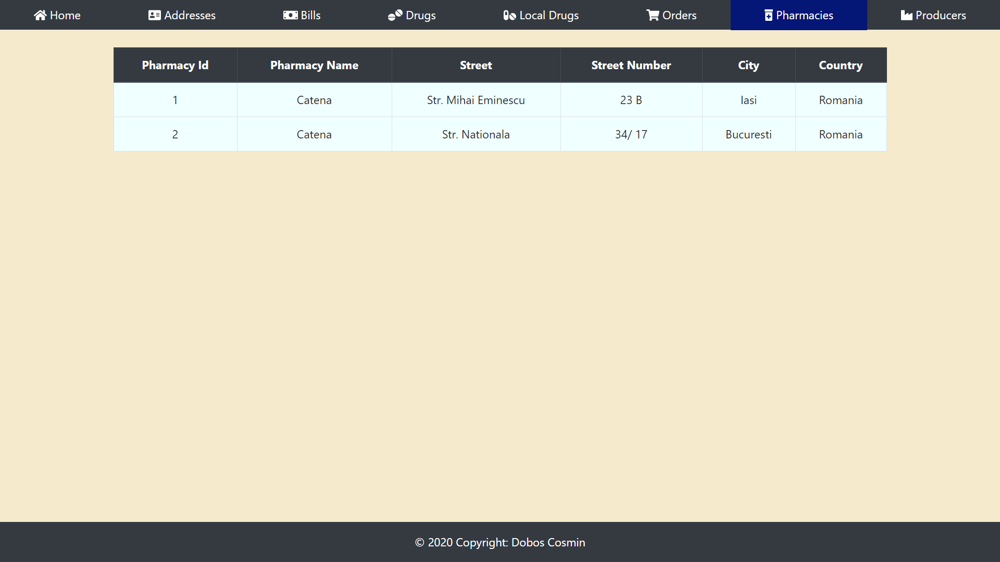 Home Addresses Bills Drugs Local Drugs Orders Pharmacies Producers
Pharmacy Id Pharmacy Name Street Street Number City Country
1 Catena Str. Mihai Eminescu 23 B Iasi Romania
2 Catena Str. Nationala 34/ 17 Bucuresti Romania
© 2020 Copyright: Dobos Cosmin